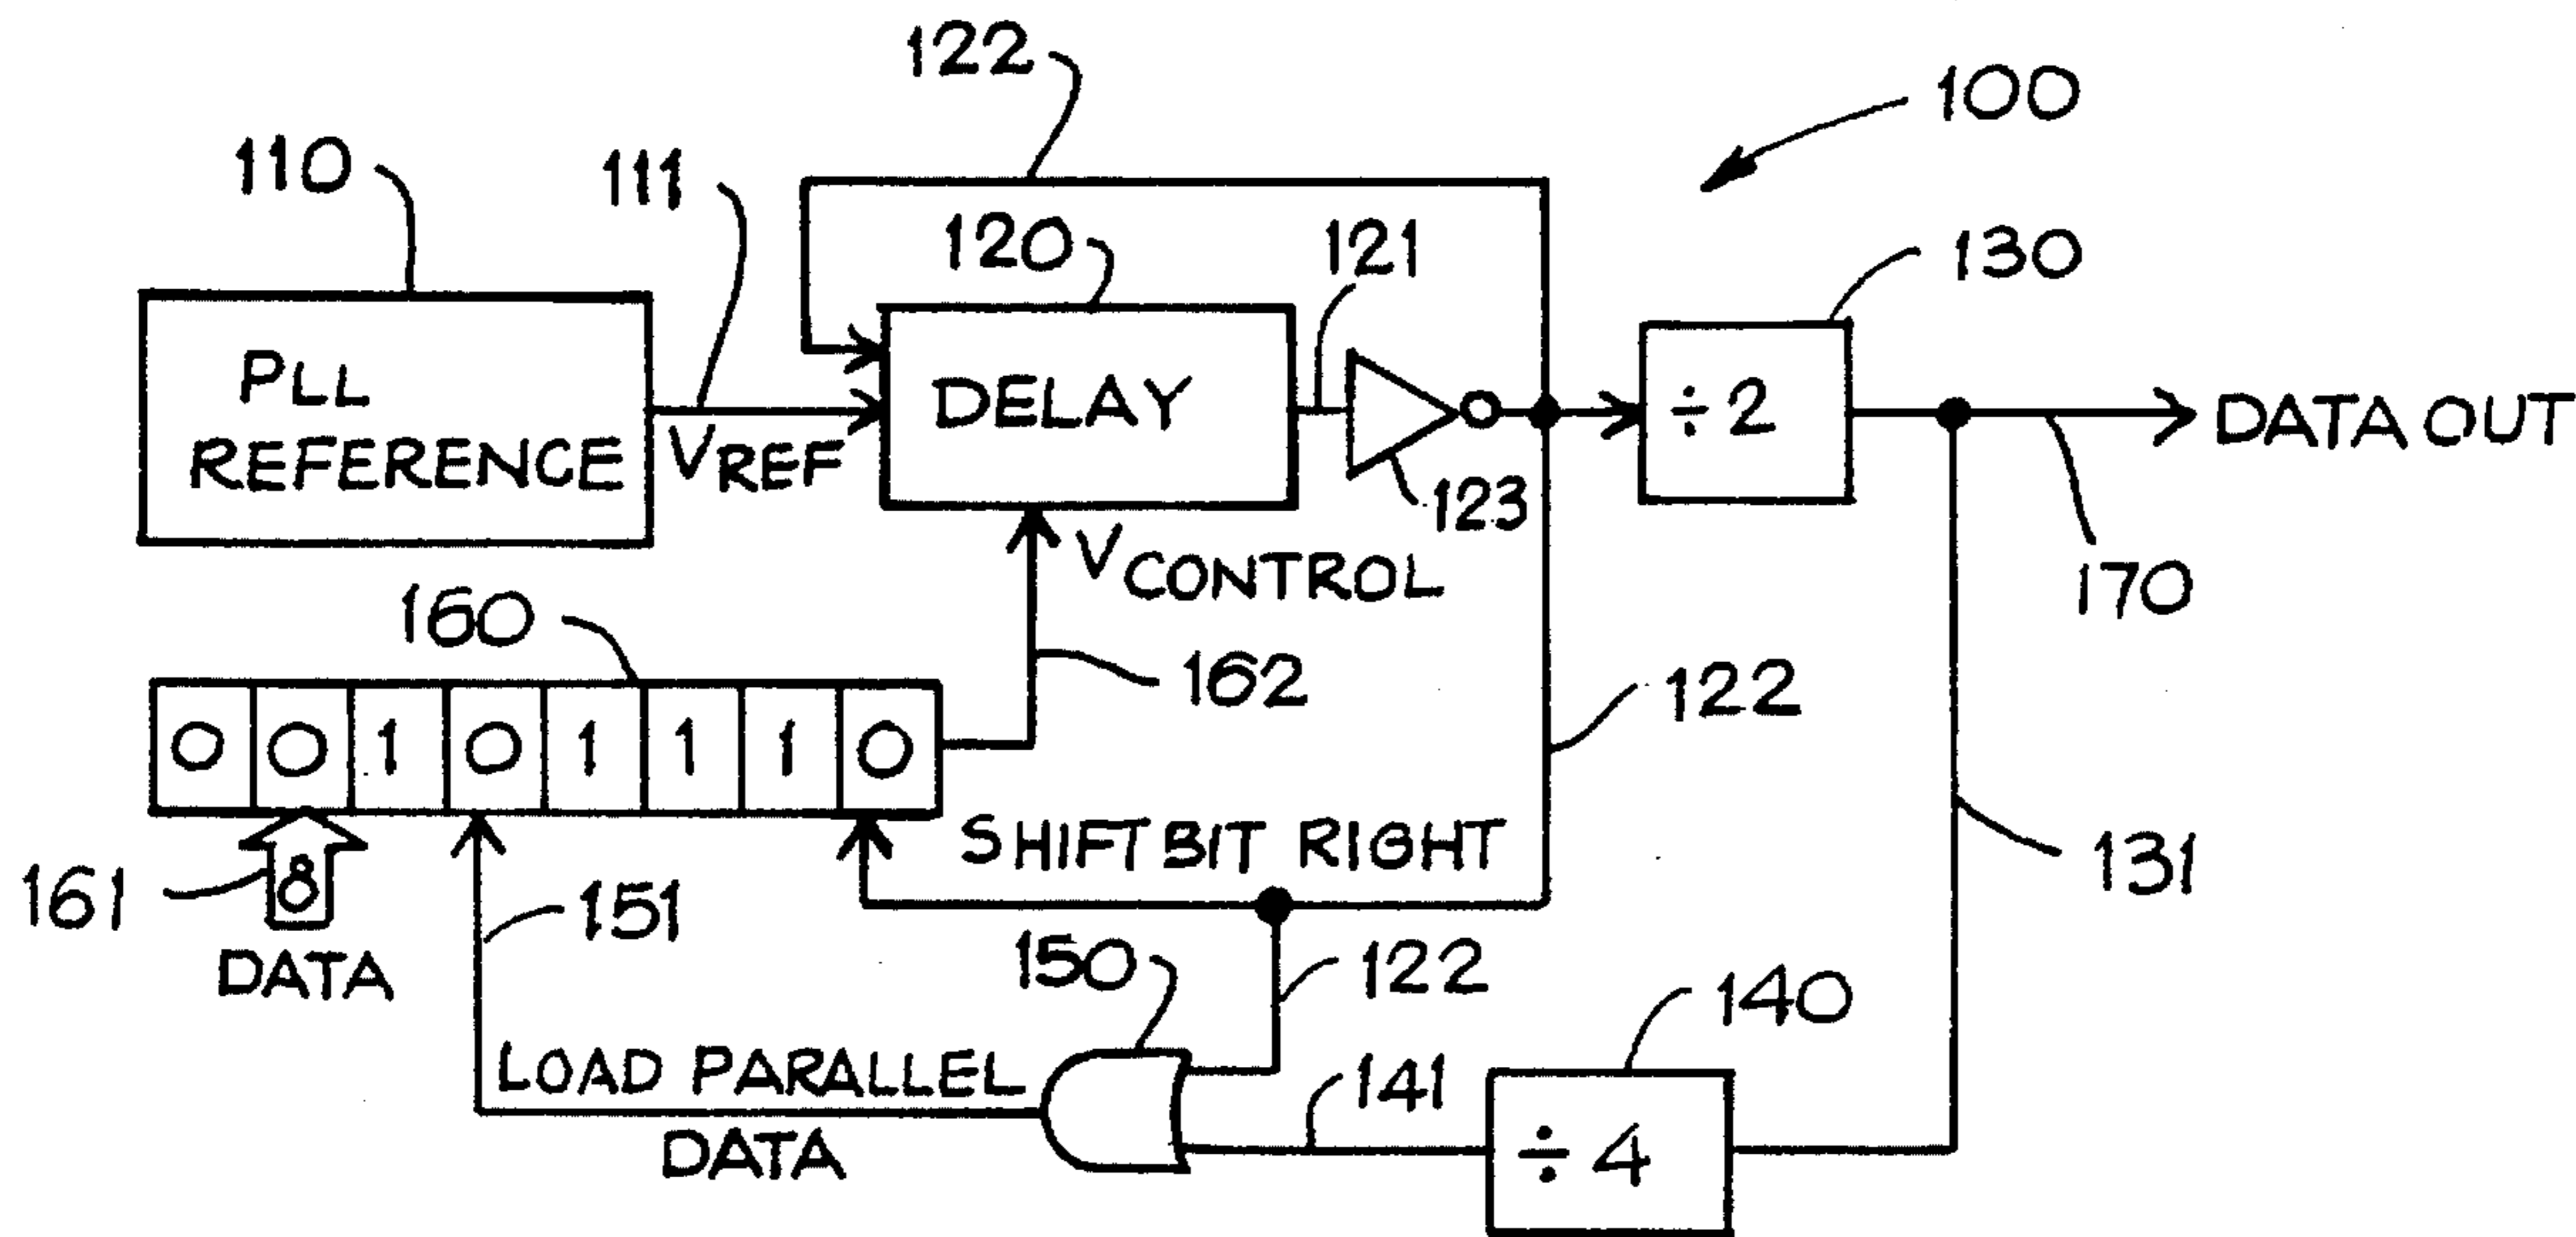 122
100
110
111
120
121
130
PLL
REFERENCE
VREF
DELAY
123
÷2
DATA OUT
170
VCONTROL
160
162
122
0 0 1 0 1 1 1 0
SHIFT BIT RIGHT
161
8
DATA
151
131
150
122
140
LOAD PARALLEL
DATA
141
÷4